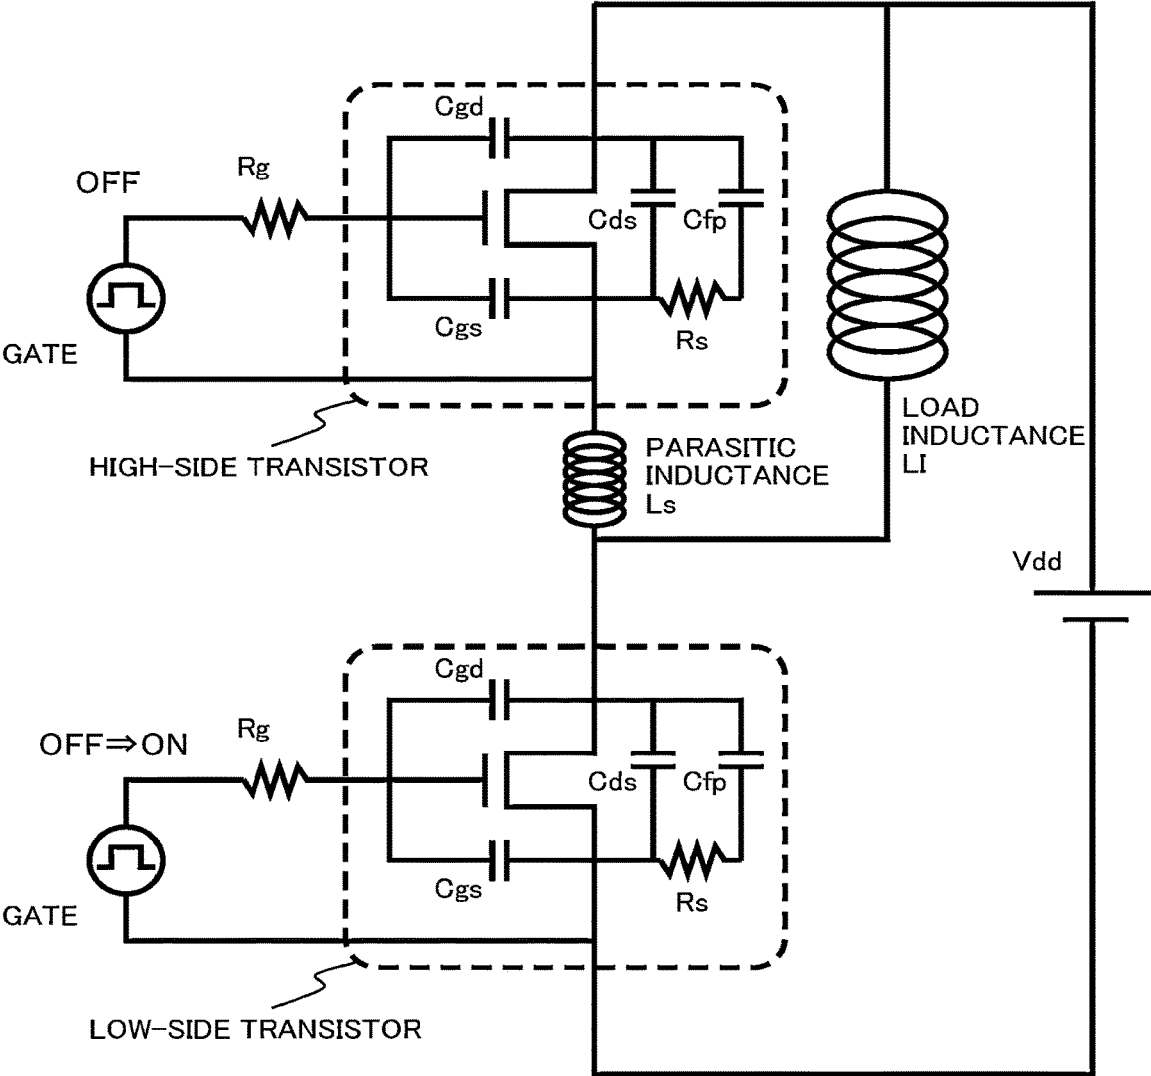 Cgd
Rg
OFF
Cds
Cfp
Cgs
Rs
GATE
HIGH-SIDE TRANSISTOR
PARASITIC
INDUCTANCE
Ls
LOAD
INDUCTANCE
LI
Vdd
Cgd
Rg
OFF⇒ON
Cds
Cfp
Cgs
Rs
GATE
LOW-SIDE TRANSISTOR